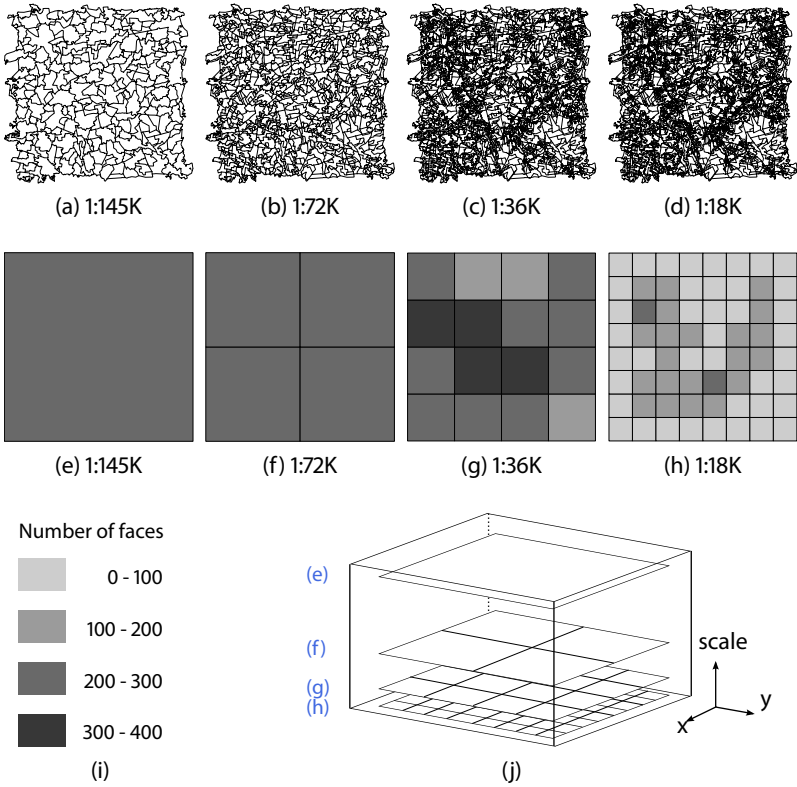 (a) 1:145K
(b) 1:72K
(c) 1:36K
(d) 1:18K
(e) 1:145K
(f) 1:72K
(g) 1:36K
(h) 1:18K
Number of faces
0 - 100
100 - 200
200 - 300
300 - 400
(i)
(e)
(f)
(g)
(h)
scale
y
x
(j)